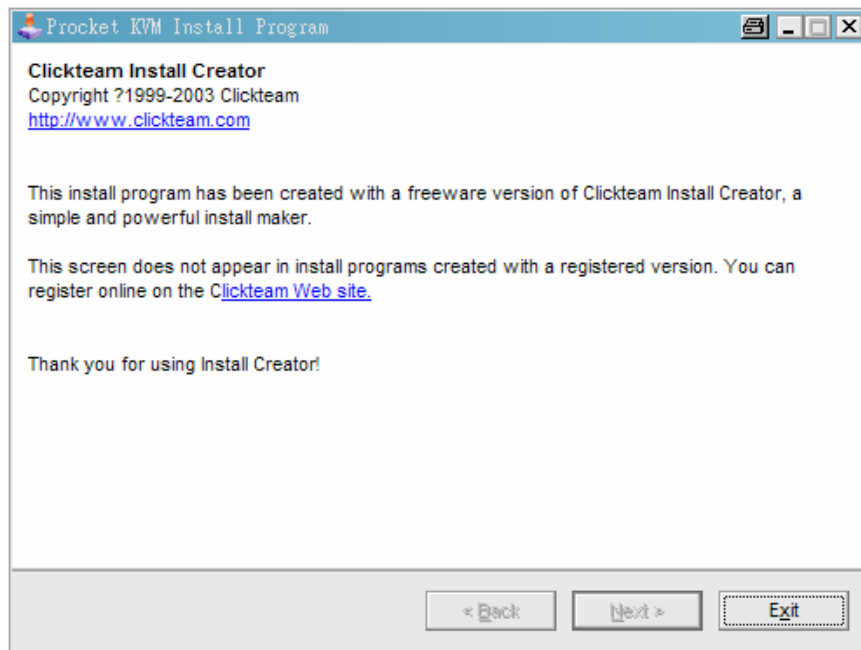 Procket KVM Install Program
Clickteam Install Creator
Copyright ?1999-2003 Clickteam
http://www.clickteam.com
This install program has been created with a freeware version of Clickteam Install Creator, a
simple and powerful install maker.
This screen does not appear in install programs created with a registered version. You can
register online on the Clickteam Web site.
Thank you for using Install Creator!
< Back Next > Exit